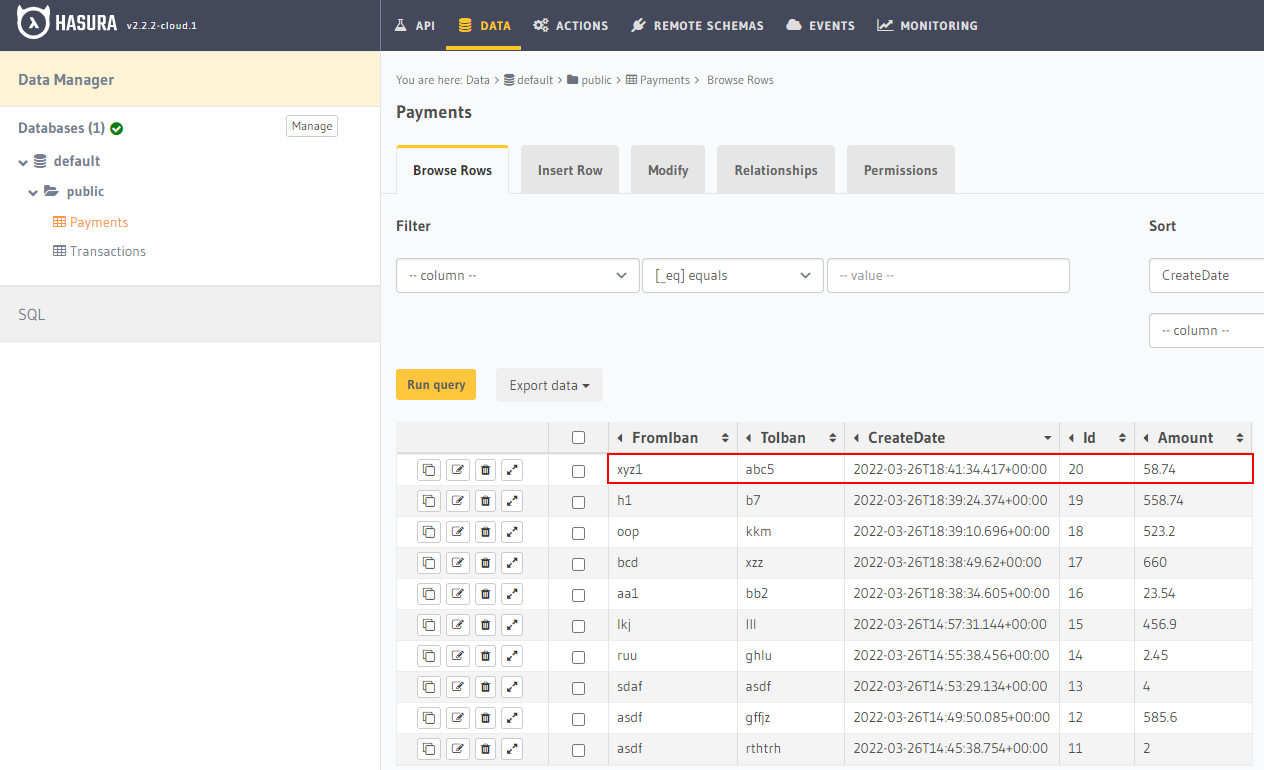 HASURA v2.2.2-cloud.1 API DATA ACTIONS REMOTE SCHEMAS EVENTS MONITORING
Data Manager
Databases (1) Manage
default
public
Payments
Transactions
SQL
You are here: Data > default > public > Payments > Browse Rows
Payments
Browse Rows Insert Row Modify Relationships Permissions
Filter Sort
-- column -- [_eq] equals -- value -- CreateDate
-- column --
Run query Export data
FromIban ToIban CreateDate Id Amount
xyz1 abc5 2022-03-26T18:41:34.417+00:00 20 58.74
h1 b7 2022-03-26T18:39:24.374+00:00 19 558.74
oop kkm 2022-03-26T18:39:10.696+00:00 18 523.2
bcd xzz 2022-03-26T18:38:49.62+00:00 17 660
aa1 bb2 2022-03-26T18:38:34.605+00:00 16 23.54
lkj lll 2022-03-26T14:57:31.144+00:00 15 456.9
ruu ghlu 2022-03-26T14:55:38.456+00:00 14 2.45
sdaf asdf 2022-03-26T14:53:29.134+00:00 13 4
asdf gffjz 2022-03-26T14:49:50.085+00:00 12 585.6
asdf rthtrh 2022-03-26T14:45:38.754+00:00 11 2